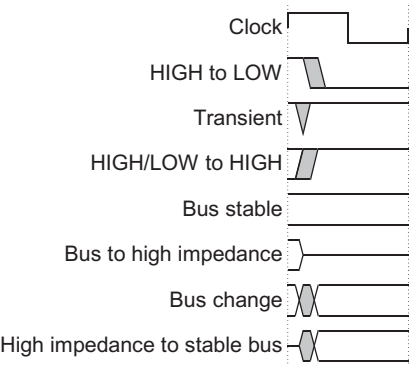 Clock
HIGH to LOW
Transient
HIGH/LOW to HIGH
Bus stable
Bus to high impedance
Bus change
High impedance to stable bus